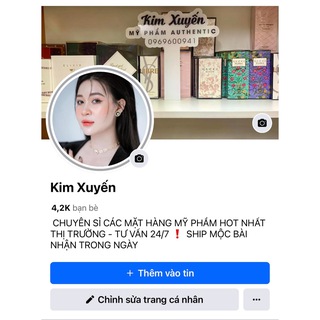 Kim Xuyến
MỸ PHẨM AUTHENTIC
0969600941
Kim Xuyến
4,2K bạn bè
CHUYÊN SỈ CÁC MẶT HÀNG MỸ PHẨM HOT NHẤT
THỊ TRƯỜNG - TƯ VẤN 24/7 ❗ SHIP MỘC BÀI
NHẬN TRONG NGÀY
+ Thêm vào tin
Chỉnh sửa trang cá nhân